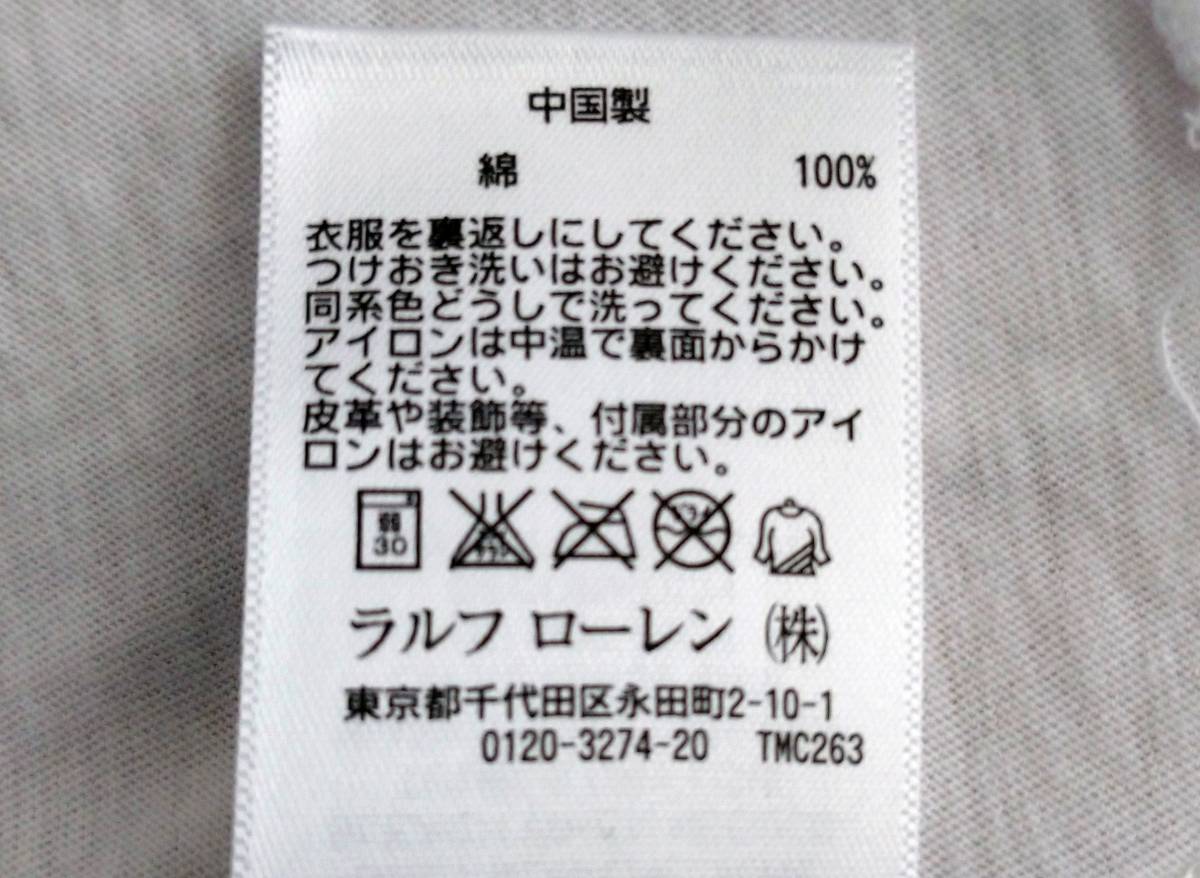 中国製
綿 100%
衣服を裏返しにしてください。
つけおき洗いはお避けください。
同系色どうしで洗ってください。
アイロンは中温で裏面からかけ
てください。
皮革や装飾等、付属部分のアイ
ロンはお避けください。
弱
30
ラルフ ローレン ㈱
東京都千代田区永田町2-10-1
0120-3274-20 TMC263